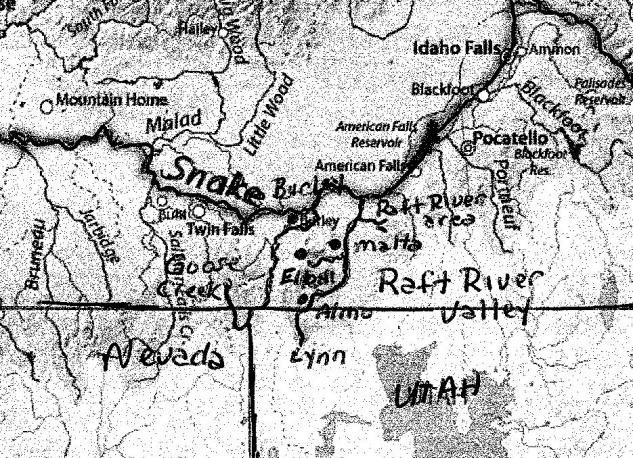 South Fo
Hailey
Wood
Idaho Falls
Ammon
Mountain Home
Little Wood
Blackfoot
Palisades
Reservoir
Blackfoot
Malad
American Falls
Reservoir
Pocatello
Blackfoot
Res.
American Falls
Snake
Burley
Portneuf
Raft River
area
Buhl
Twin Falls
Burley
Malta
Bruneau
Jarbidge
Goose
Creek
Elba
Raft River
Valley
Almo
Nevada
Lynn
UTAH